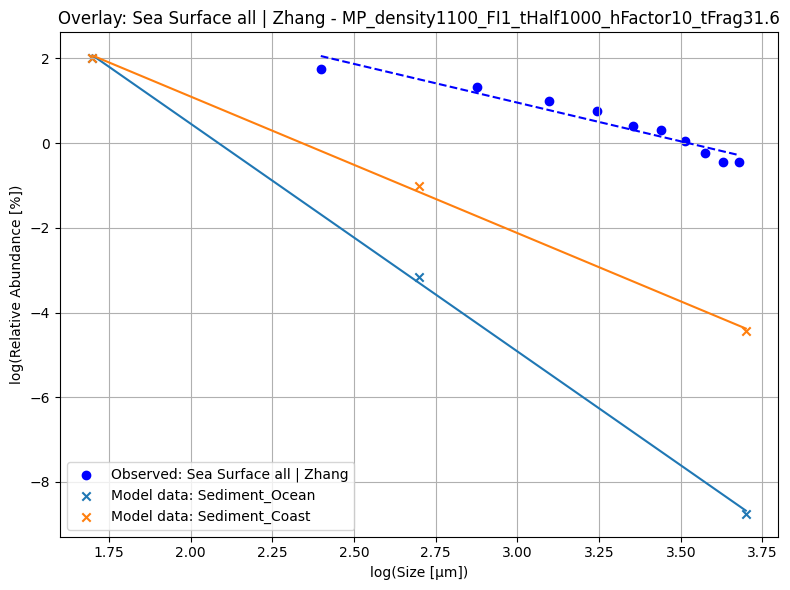 Overlay: Sea Surface all | Zhang - MP_density1100_FI1_tHalf1000_hFactor10_tFrag31.6
log(Relative Abundance [%])
2
0
−2
−4
−6
−8
Observed: Sea Surface all | Zhang
Model data: Sediment_Ocean
Model data: Sediment_Coast
1.75 2.00 2.25 2.50 2.75 3.00 3.25 3.50 3.75
log(Size [µm])